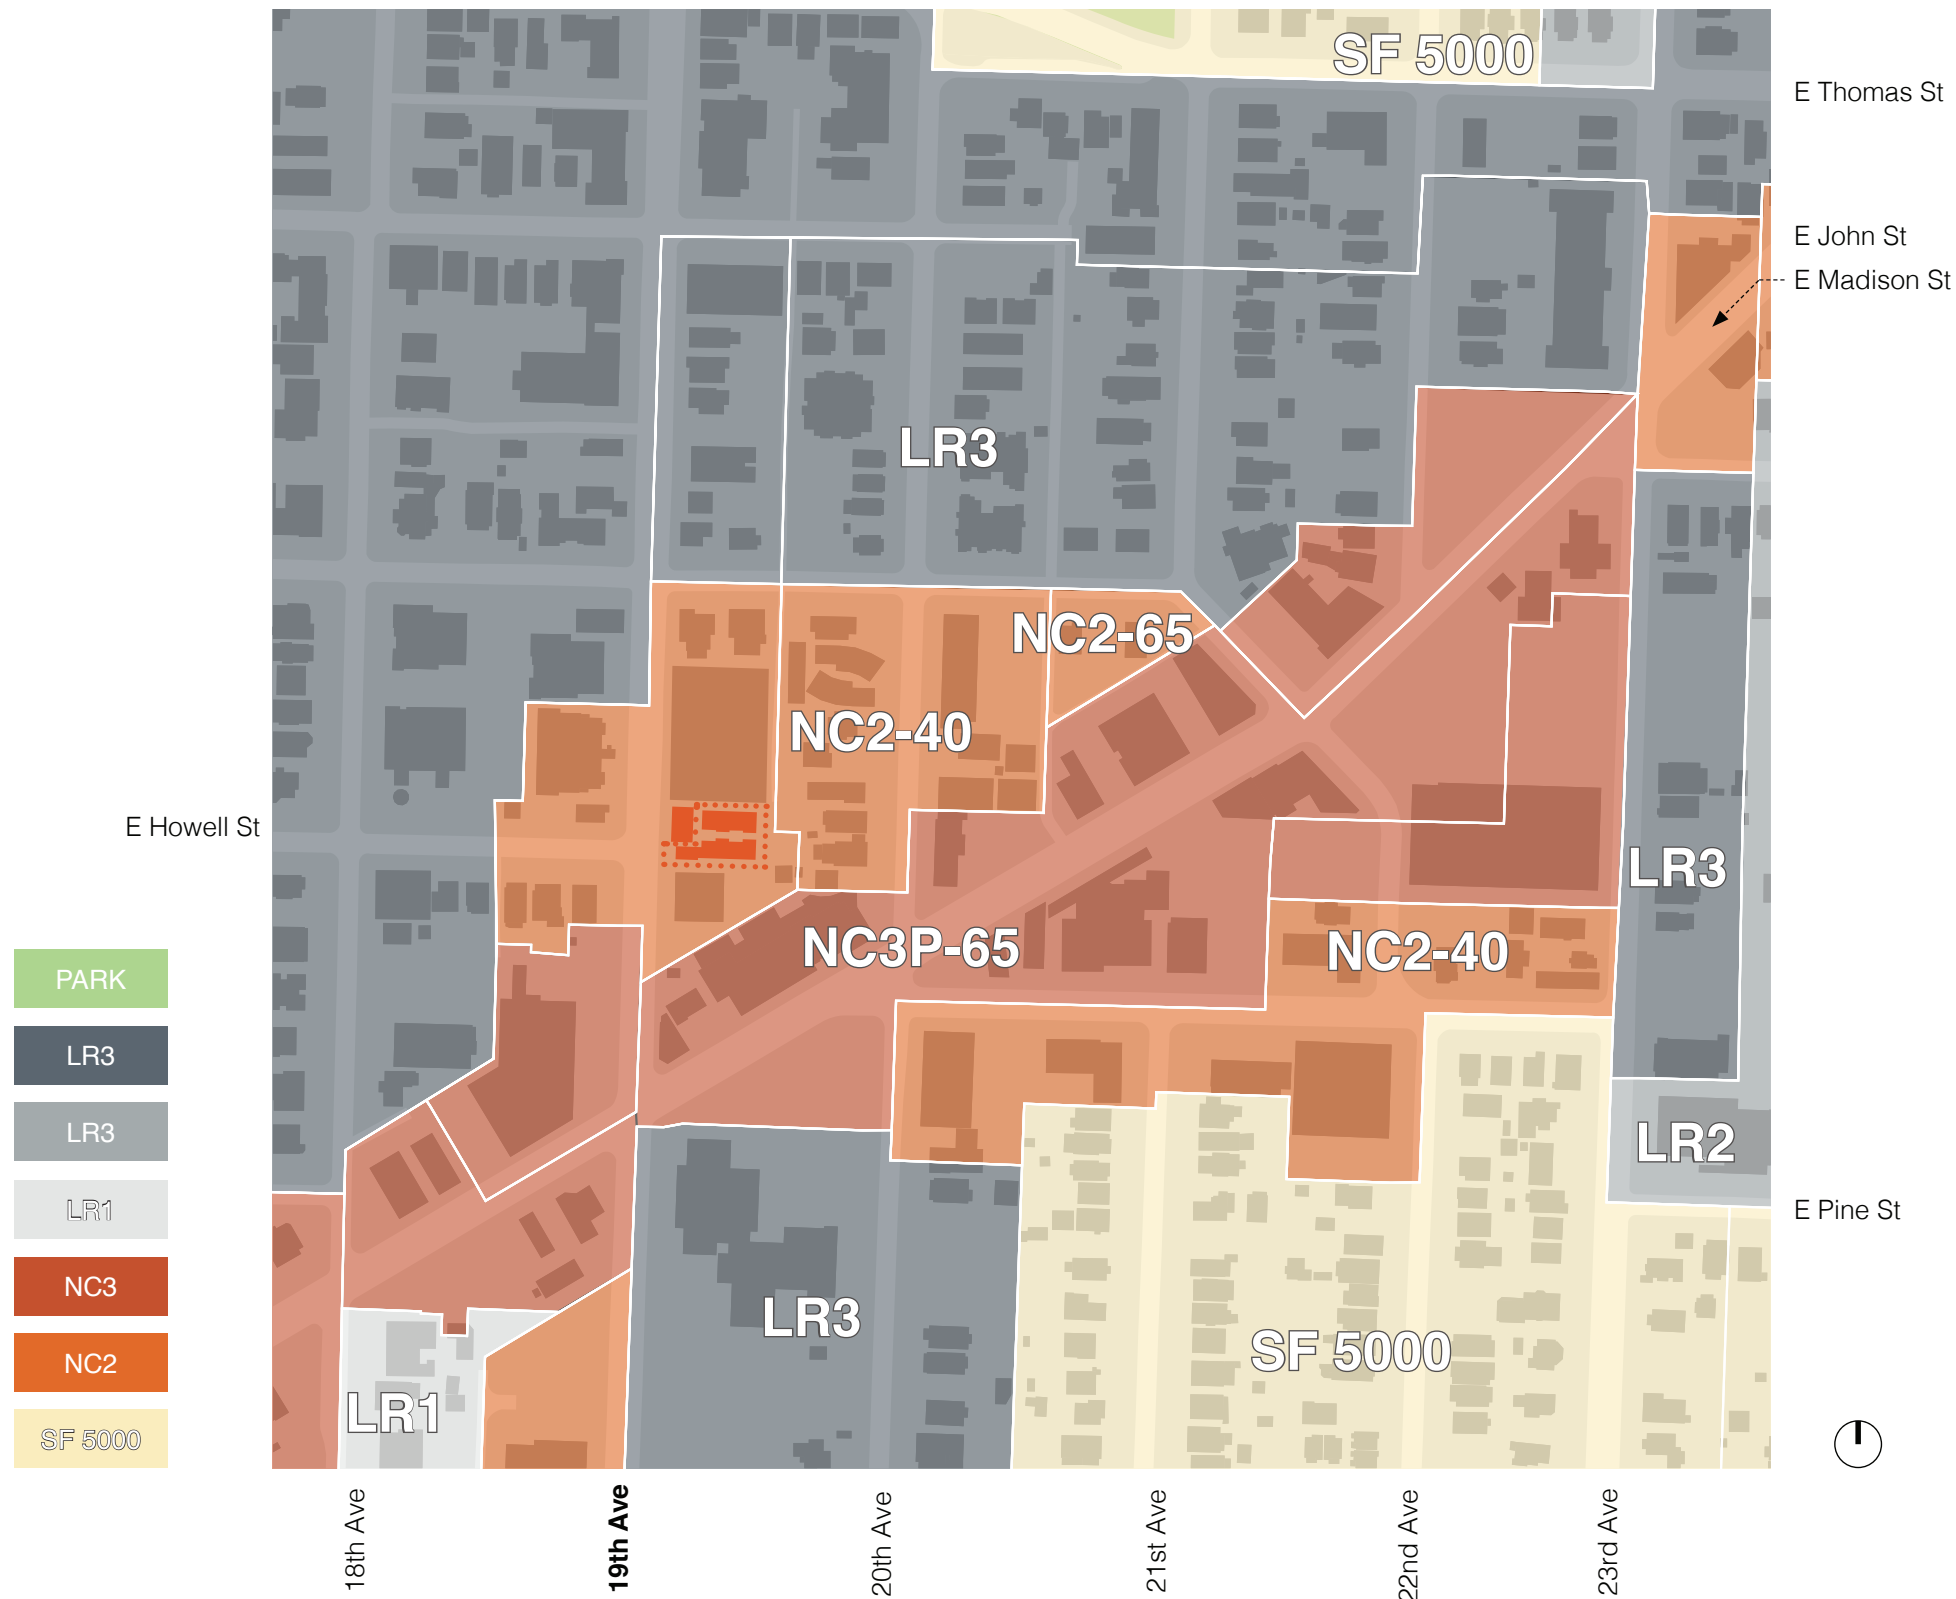 SF 5000
E Thomas St
E John St
E Madison St
LR3
NC2-65
NC2-40
E Howell St
LR3
NC3P-65
NC2-40
PARK
LR3
LR3
LR1
NC3
NC2
SF 5000
LR2
E Pine St
LR3
SF 5000
LR1
18th Ave
19th Ave
20th Ave
21st Ave
22nd Ave
23rd Ave